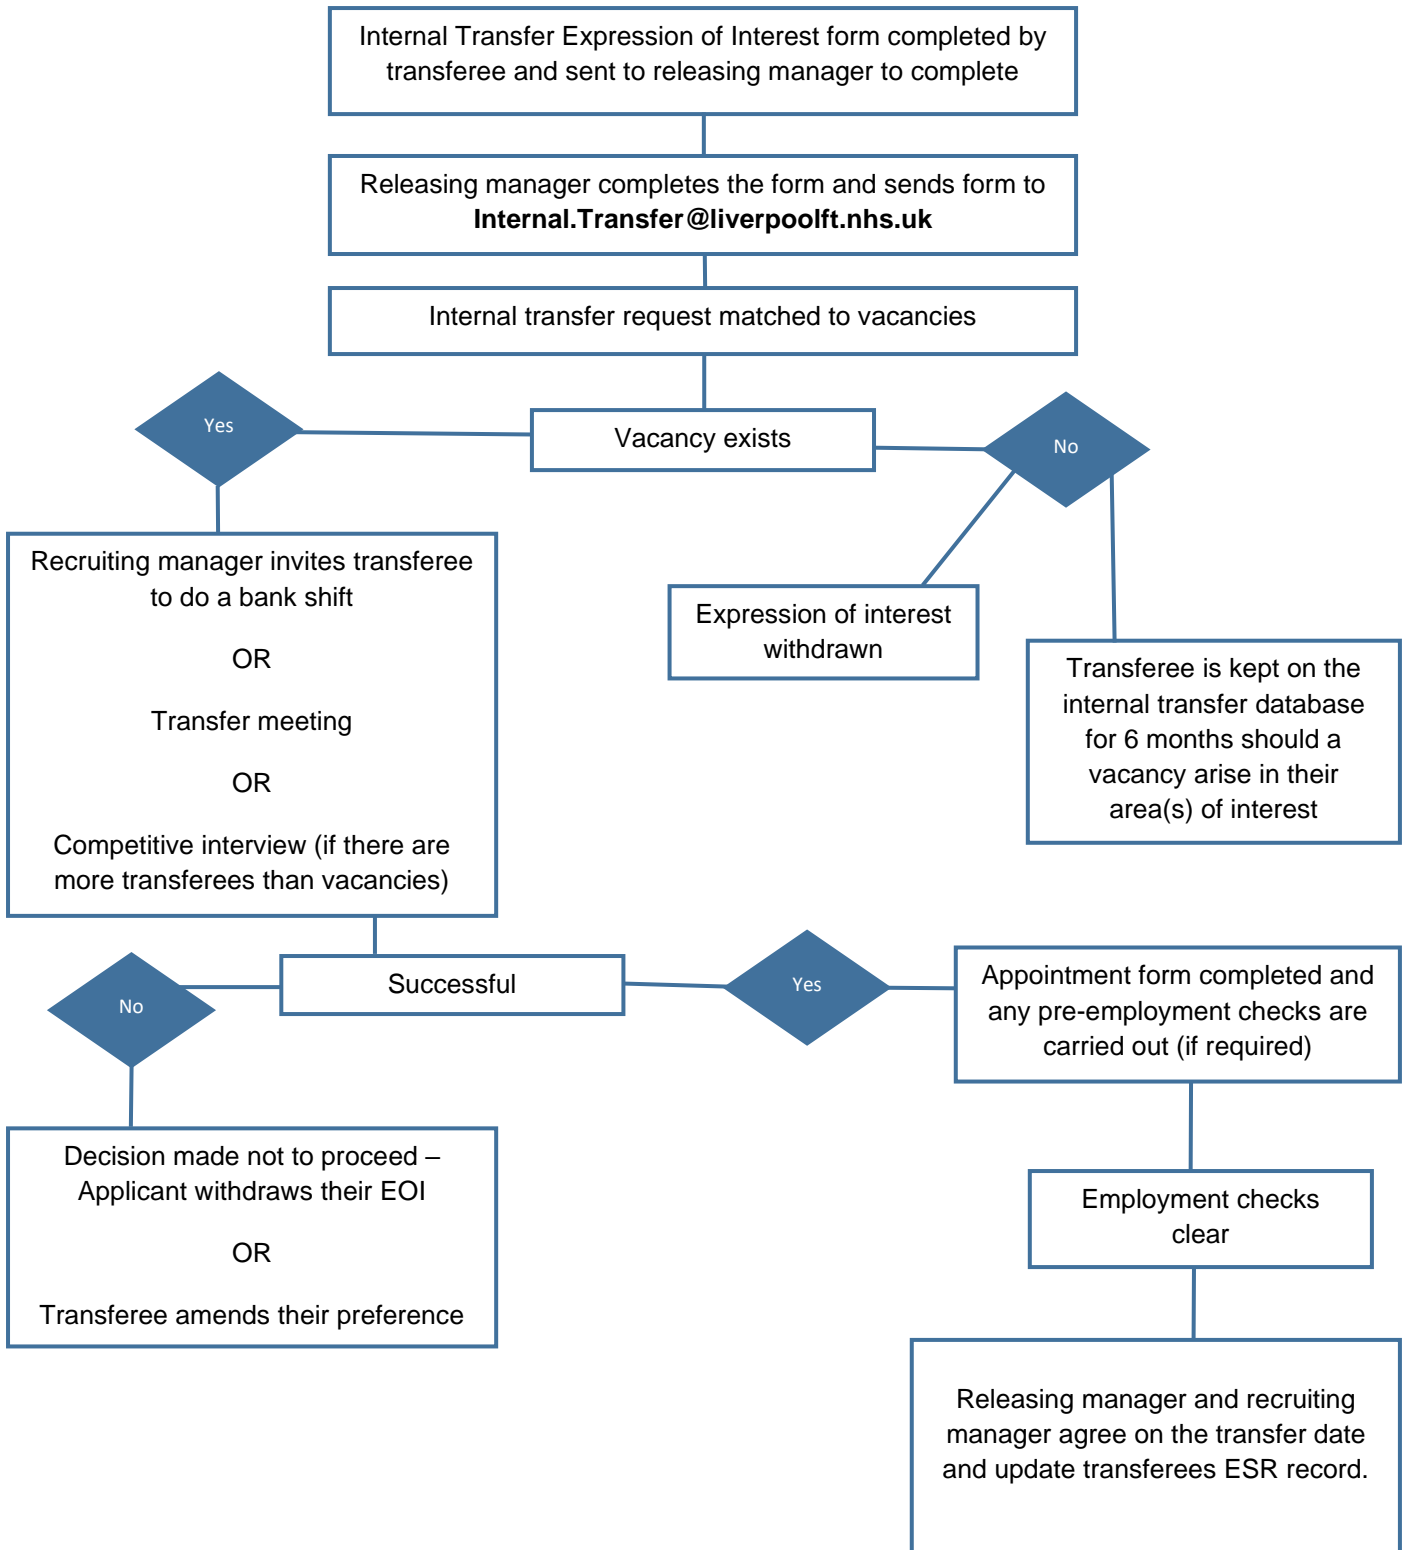 Internal Transfer Expression of Interest form completed by
transferee and sent to releasing manager to complete
Releasing manager completes the form and sends form to
Internal.Transfer@liverpoolft.nhs.uk
Internal transfer request matched to vacancies
Yes
Vacancy exists
No
Recruiting manager invites transferee
to do a bank shift
OR
Transfer meeting
OR
Competitive interview (if there are
more transferees than vacancies)
Expression of interest
withdrawn
Transferee is kept on the
internal transfer database
for 6 months should a
vacancy arise in their
area(s) of interest
No
Successful
Yes
Appointment form completed and
any pre-employment checks are
carried out (if required)
Decision made not to proceed –
Applicant withdraws their EOI
OR
Transferee amends their preference
Employment checks
clear
Releasing manager and recruiting
manager agree on the transfer date
and update transferees ESR record.